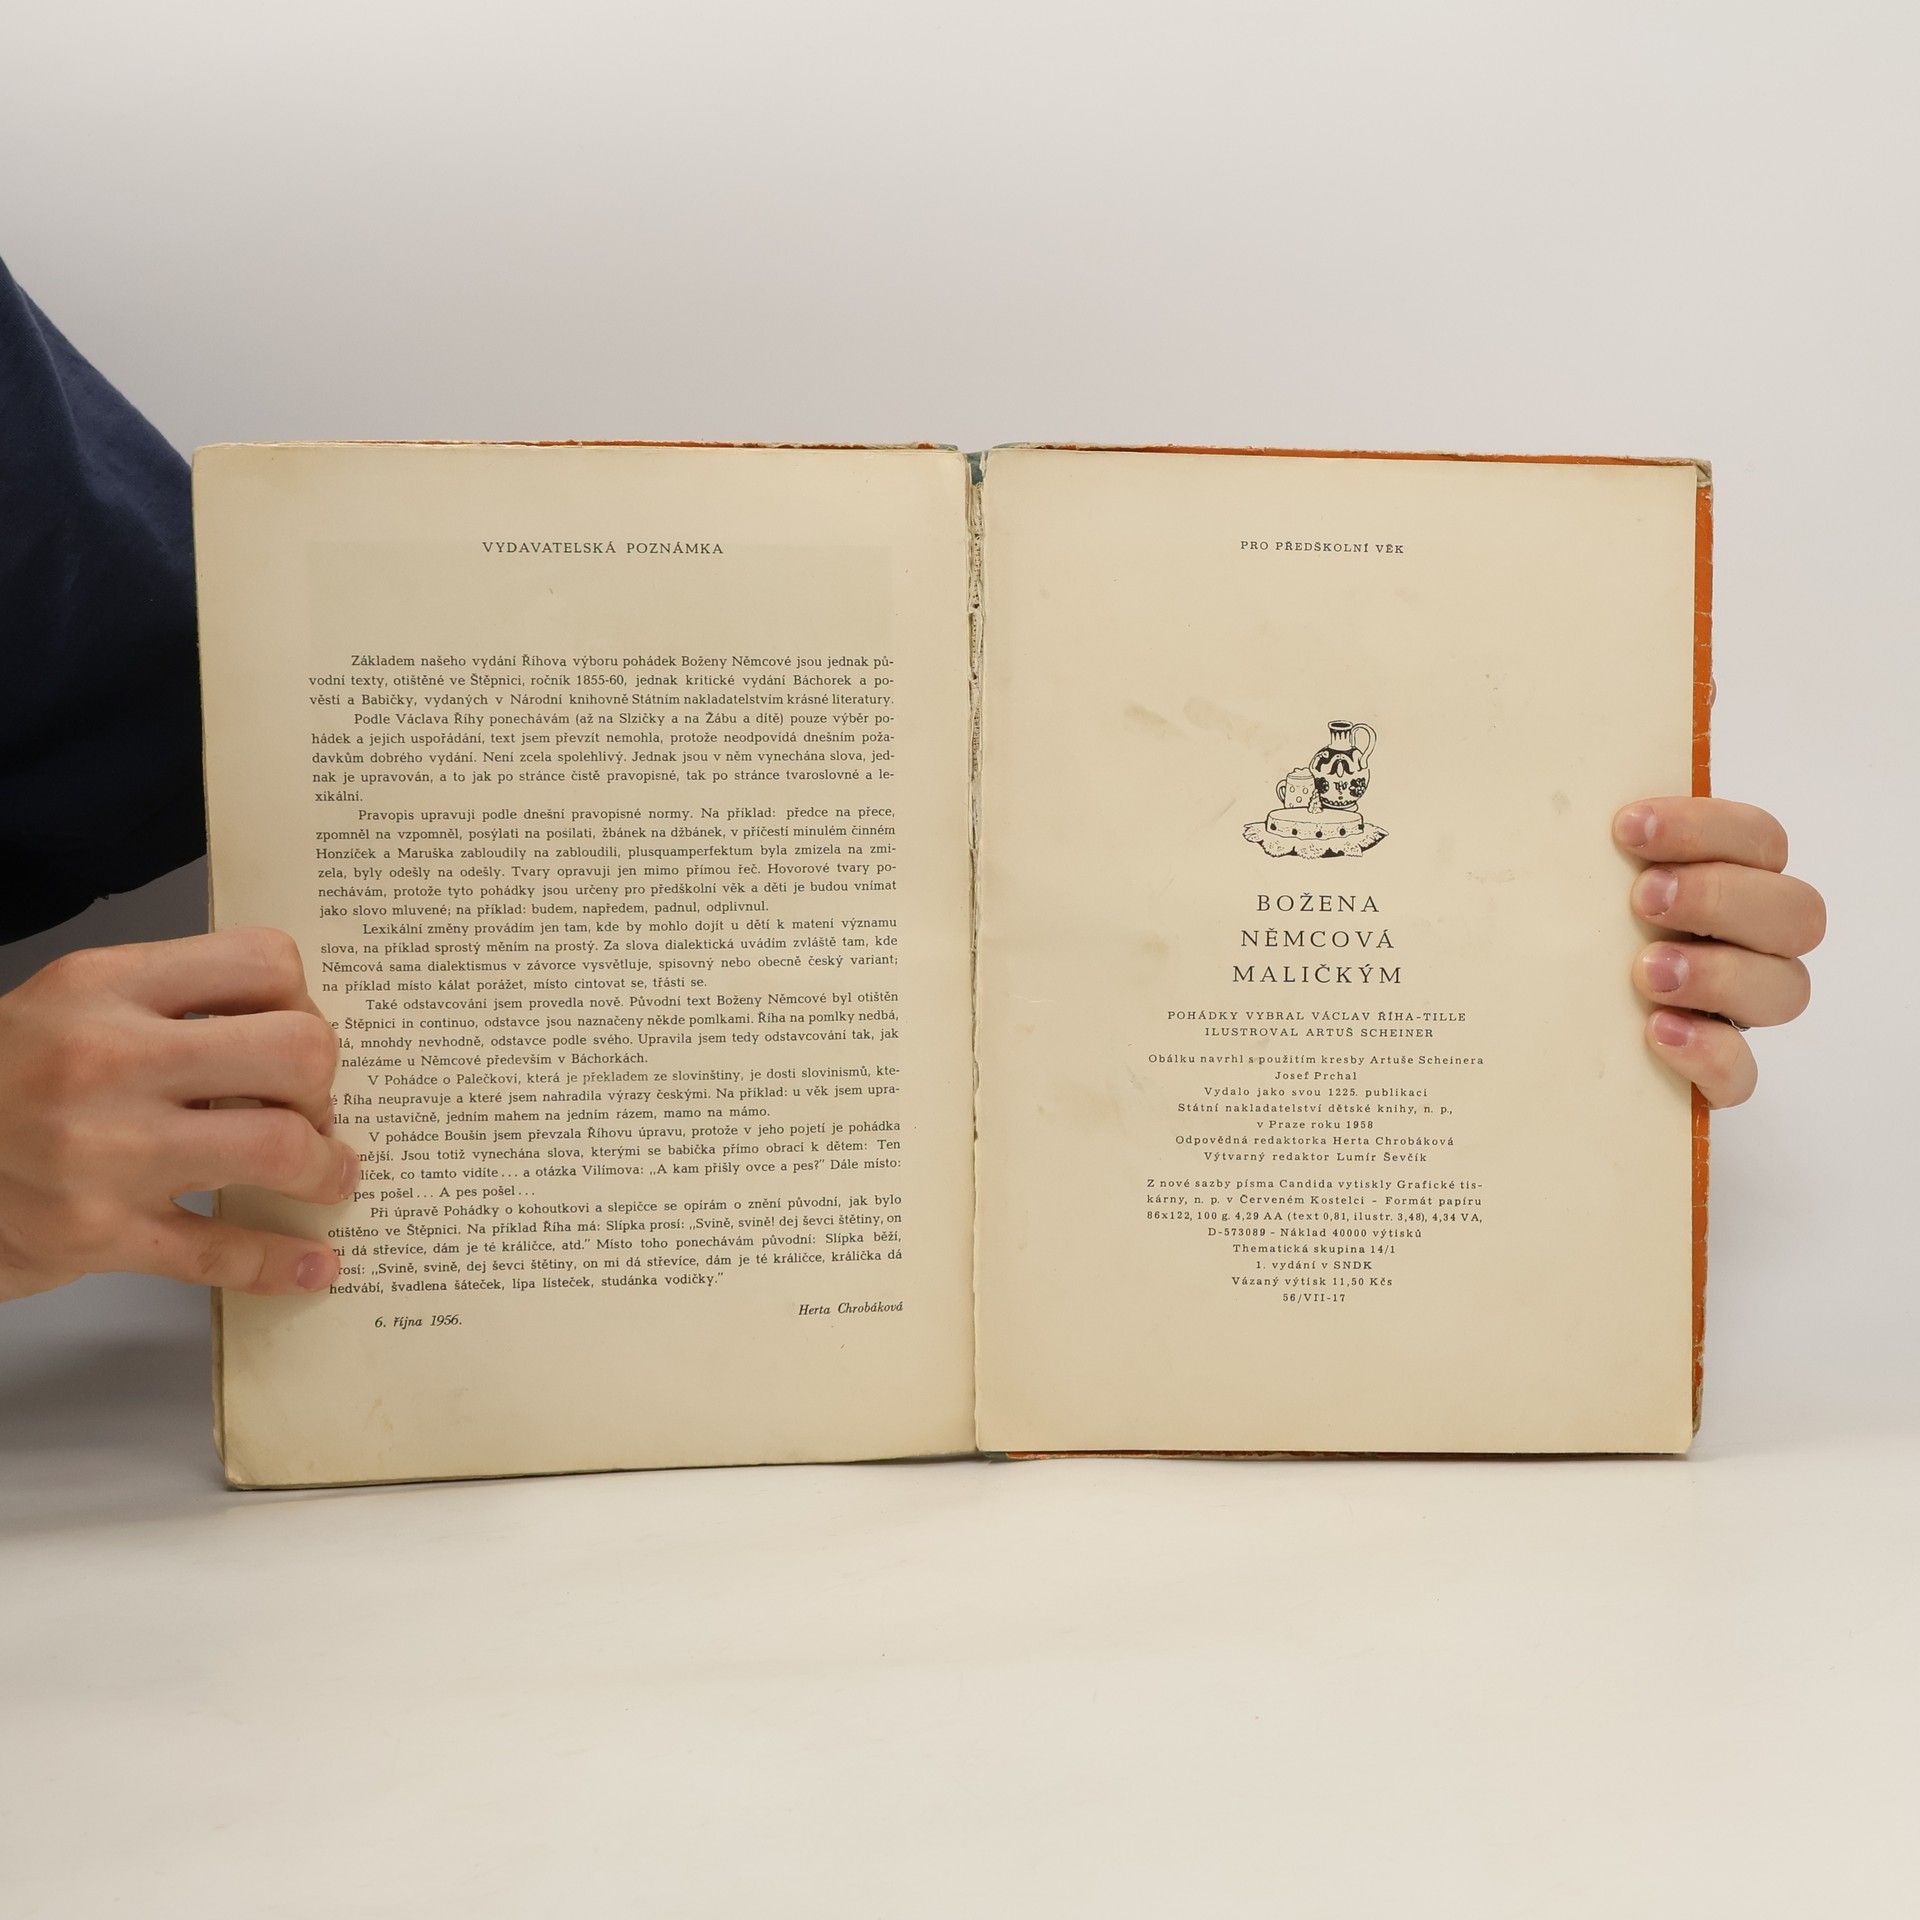 VYDAVATELSKÁ POZNÁMKA
Základem našeho vydání Říhova výboru pohádek Boženy Němcové jsou jednak pů-
vodní texty, otištěné ve Štěpnici, ročník 1855-60, jednak kritické vydání Báchorek a po-
věstí a Babičky, vydaných v Národní knihovně Státním nakladatelstvím krásné literatury.
Podle Václava Říhy ponechávám (až na Slzičky a na Žábu a dítě) pouze výběr po-
hádek a jejich uspořádání, text jsem převzít nemohla, protože neodpovídá dnešním poža-
davkům dobrého vydání. Není zcela spolehlivý. Jednak jsou v něm vynechána slova, jed-
nak je upravován, a to jak po stránce čistě pravopisné, tak po stránce tvaroslovné a le-
xikální.
Pravopis upravuji podle dnešní pravopisné normy. Na příklad: předce na přece,
zpomněl na vzpomněl, posýlati na posílati, žbánek na džbánek, v příčestí minulém činném
Honzíček a Maruška zabloudily na zabloudili, plusquamperfektum byla zmizela na zmi-
zela, byly odešly na odešly. Tvary opravuji jen mimo přímou řeč. Hovorové tvary po-
nechávám, protože tyto pohádky jsou určeny pro předškolní věk a děti je budou vnímat
jako slovo mluvené; na příklad: budem, napředem, padnul, odplivnul.
Lexikální změny provádím jen tam, kde by mohlo dojít u dětí k matení významu
slova, na příklad sprostý měním na prostý. Za slova dialektická uvádím zvláště tam, kde
Němcová sama dialektismus v závorce vysvětluje, spisovný nebo obecně český variant;
na příklad místo kálat porážet, místo cintovat se, třásti se.
Také odstavcování jsem provedla nově. Původní text Boženy Němcové byl otištěn
Štěpnici in continuo, odstavce jsou naznačeny někde pomlkami. Říha na pomlky nedbá,
mnohdy nevhodně, odstavce podle svého. Upravila jsem tedy odstavcování tak, jak
nalézáme u Němcové především v Báchorkách.
V Pohádce o Palečkovi, která je překladem ze slovinštiny, je dosti slovinismů, kte-
Říha neupravuje a které jsem nahradila výrazy českými. Na příklad: u věk jsem upra-
na ustavičně, jedním mahem na jedním rázem, mamo na mámo.
V pohádce Boušin jsem převzala Říhovu úpravu, protože v jeho pojetí je pohádka
Jsou totiž vynechána slova, kterými se babička přímo obrací k dětem: Ten
co tamto vidíte... a otázka Vilímova: „A kam přišly ovce a pes?" Dále místo:
pes pošel... A pes pošel...
Při úpravě Pohádky o kohoutkovi a slepičce se opírám o znění původní, jak bylo
otištěno ve Štěpnici. Na příklad Říha má: Slípka prosí: „Svině, svině! dej ševci štětiny, on
mi dá střevíce, dám je té králičce, atd." Místo toho ponechávám původní: Slípka běží,
prosí: „Svině, svině, dej ševci štětiny, on mi dá střevíce, dám je té králičce, králička dá
hedvábí, švadlena šáteček, lípa lísteček, studánka vodičky."
Herta Chrobáková
6. října 1956.
PRO PŘEDŠKOLNÍ VĚK
BOŽENA
NĚMCOVÁ
MALIČKÝM
POHÁDKY VYBRAL VÁCLAV ŘÍHA-TILLE
ILUSTROVAL ARTUŠ SCHEINER
Obálku navrhl s použitím kresby Artuše Scheinera
Josef Prchal
Vydalo jako svou 1225. publikaci
Státní nakladatelství dětské knihy, n. p.,
v Praze roku 1958
Odpovědná redaktorka Herta Chrobáková
Výtvarný redaktor Lumír Ševčík
Z nové sazby písma Candida vytiskly Grafické tis-
kárny, n. p. v Červeném Kostelci - Formát papíru
86x122, 100 g. 4,29 AA (text 0,81, ilustr. 3,48), 4,34 VA,
D-573089 - Náklad 40000 výtisků
Thematická skupina 14/1
1. vydání v SNDK
Vázaný výtisk 11,50 Kčs
56/VII-17